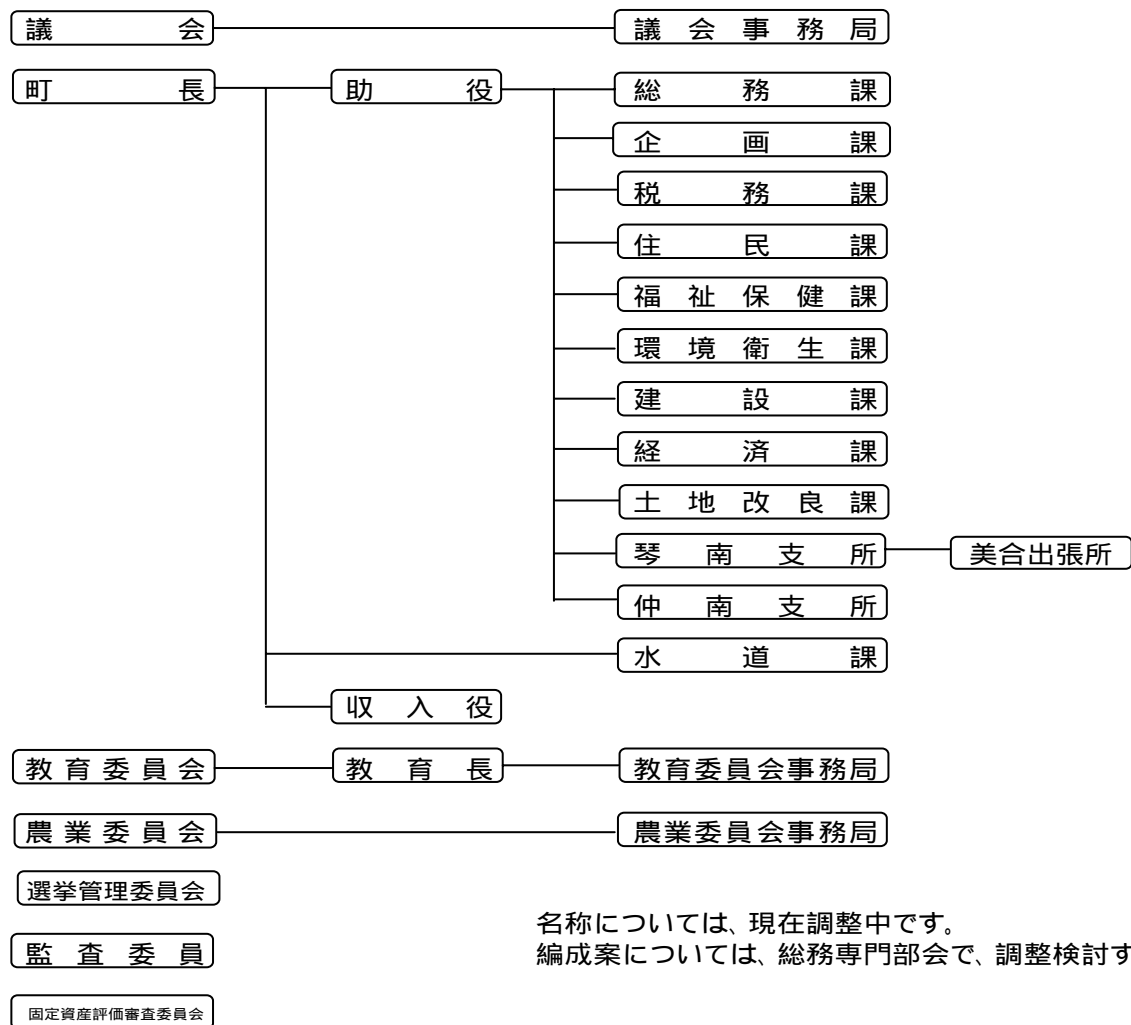 議会 議会事務局
町長 助役 総務課
企画課
税務課
住民課
福祉保健課
環境衛生課
建設課
経済課
土地改良課
琴南支所 美合出張所
仲南支所
水道課
収入役
教育委員会 教育長 教育委員会事務局
農業委員会 農業委員会事務局
選挙管理委員会
監査委員
固定資産評価審査委員会
名称については、現在調整中です。
編成案については、総務専門部会で、調整検討す